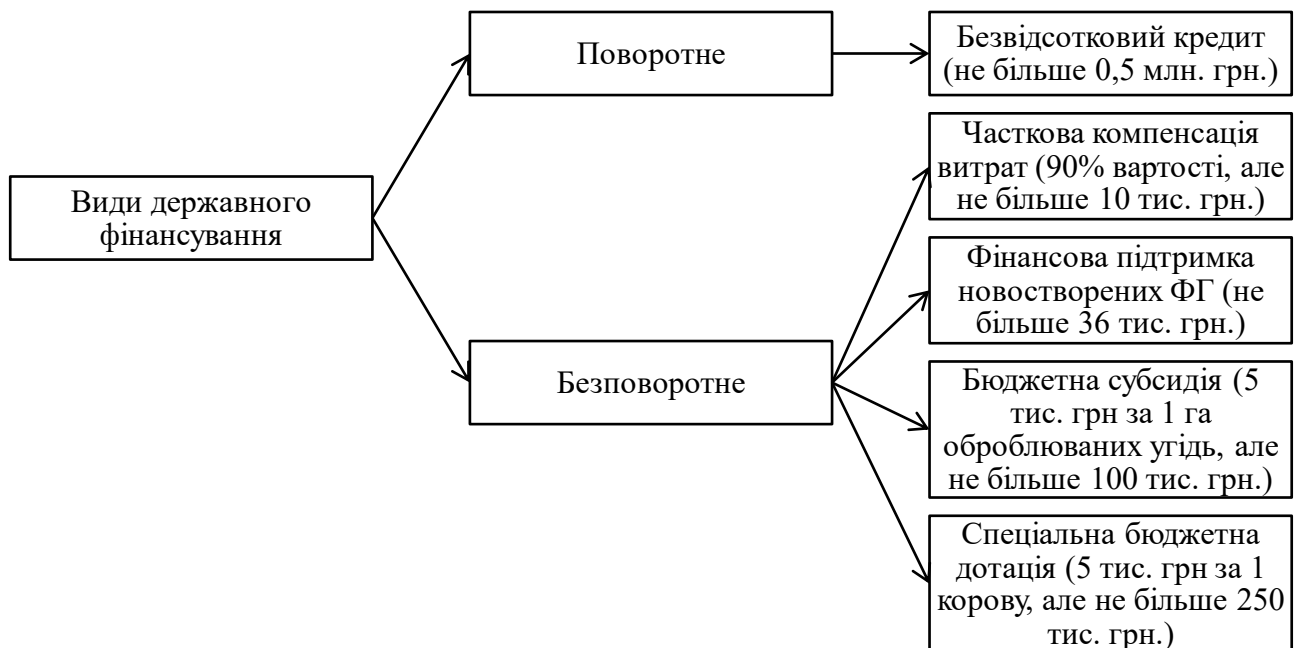 Види державного
фінансування
Поворотне
Безвідсотковий кредит
(не більше 0,5 млн. грн.)
Безповоротне
Часткова компенсація
витрат (90% вартості, але
не більше 10 тис. грн.)
Фінансова підтримка
новостворених ФГ (не
більше 36 тис. грн.)
Бюджетна субсидія (5
тис. грн за 1 га
оброблюваних угідь, але
не більше 100 тис. грн.)
Спеціальна бюджетна
дотація (5 тис. грн за 1
корову, але не більше 250
тис. грн.)